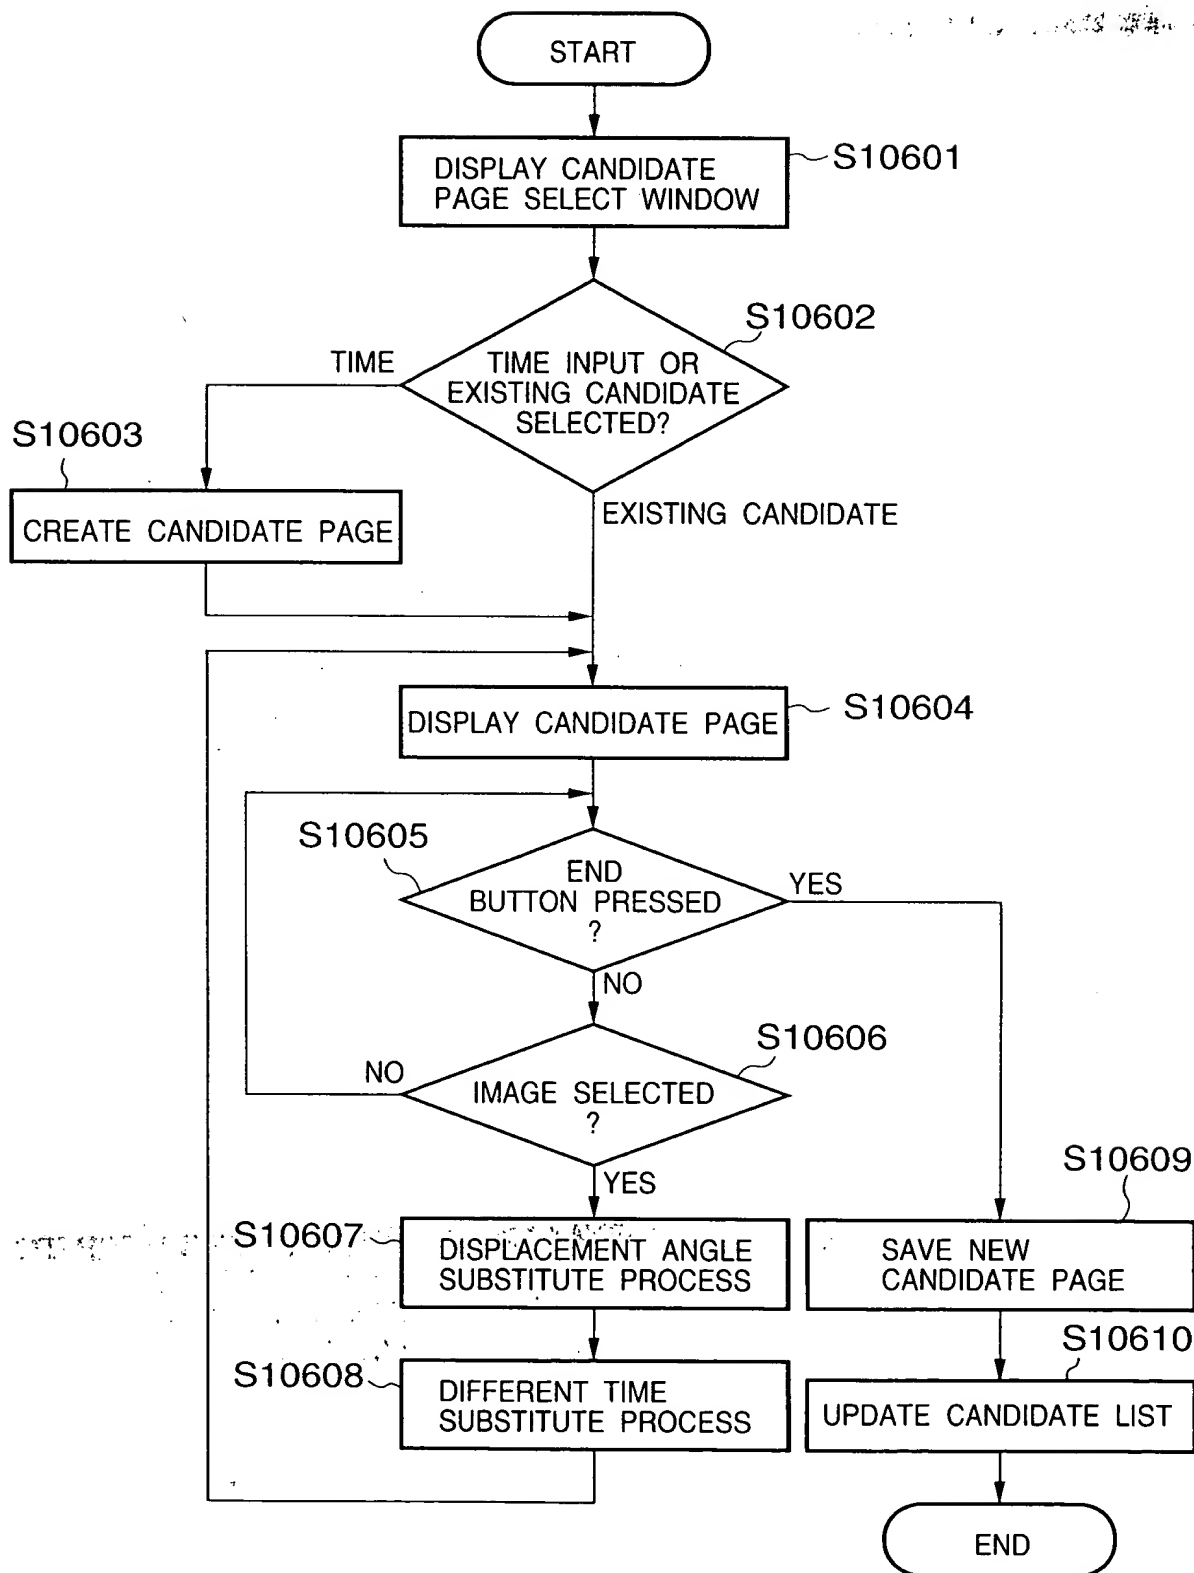 START
DISPLAY CANDIDATE
PAGE SELECT WINDOW
S10601
TIME INPUT OR
EXISTING CANDIDATE
SELECTED?
S10602
TIME
S10603
CREATE CANDIDATE PAGE
EXISTING CANDIDATE
DISPLAY CANDIDATE PAGE
S10604
S10605
END
BUTTON PRESSED
?
YES
NO
S10606
IMAGE SELECTED
?
NO
YES
S10607
DISPLACEMENT ANGLE
SUBSTITUTE PROCESS
S10608
DIFFERENT TIME
SUBSTITUTE PROCESS
S10609
SAVE NEW
CANDIDATE PAGE
S10610
UPDATE CANDIDATE LIST
END